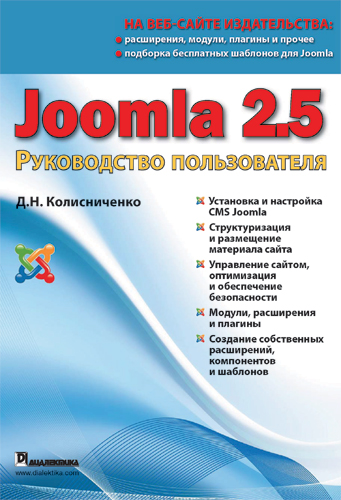 НА ВЕБ-САЙТЕ ИЗДАТЕЛЬСТВА:
расширения, модули, плагины и прочее
подборка бесплатных шаблонов для Joomla
Joomla 2.5
РУКОВОДСТВО ПОЛЬЗОВАТЕЛЯ
Д.Н. Колисниченко
Установка и настройка
CMS Joomla
Структуризация
и размещение
материала сайта
Управление сайтом,
оптимизация
и обеспечение
безопасности
Модули, расширения
и плагины
Создание собственных
расширений,
компонентов
и шаблонов
ДИАЛЕКТИКА
www.dialektika.com